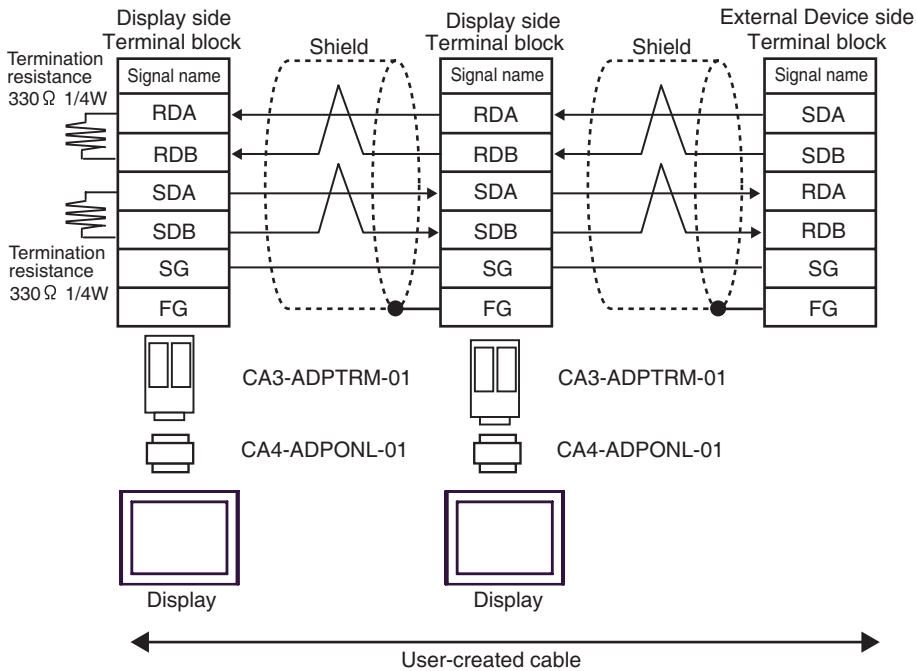 Display side
Terminal block
Display side
Terminal block
External Device side
Terminal block
Termination
resistance
330 Ω 1/4W
Shield
Shield
Signal name
Signal name
Signal name
RDA
RDA
SDA
RDB
RDB
SDB
SDA
SDA
RDA
SDB
SDB
RDB
Termination
resistance
330 Ω 1/4W
SG
SG
SG
FG
FG
FG
CA3-ADPTRM-01
CA3-ADPTRM-01
CA4-ADPONL-01
CA4-ADPONL-01
Display
Display
User-created cable